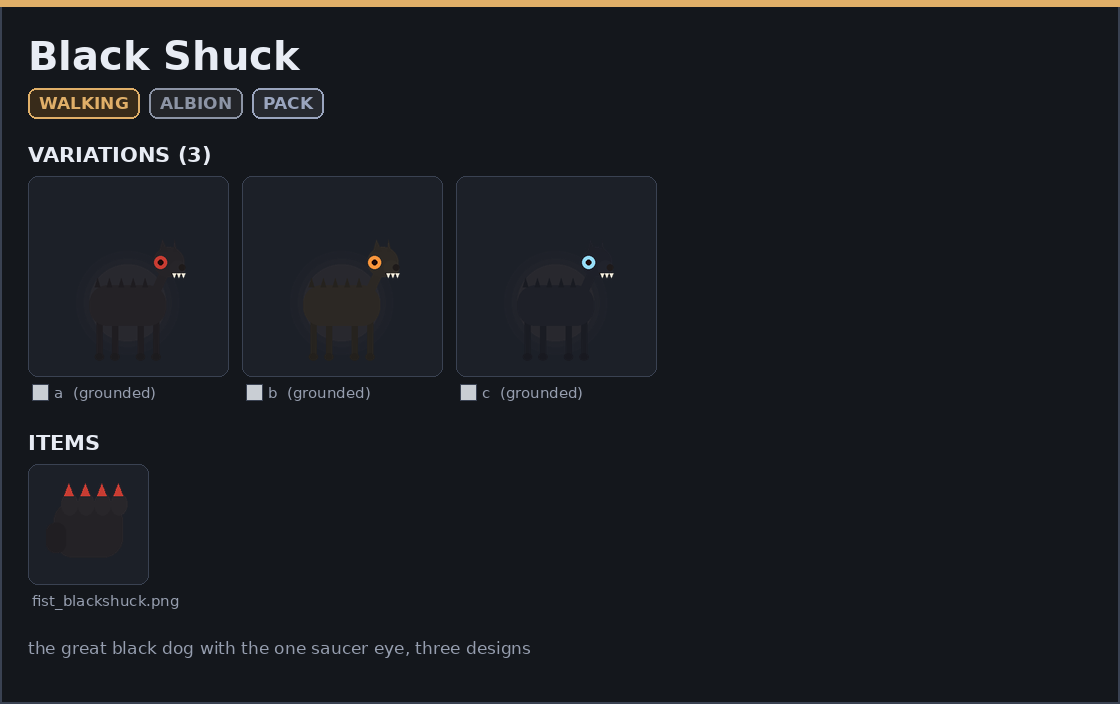 Black Shuck
WALKING ALBION PACK
VARIATIONS (3)
a (grounded) b (grounded) c (grounded)
ITEMS
fist_blackshuck.png
the great black dog with the one saucer eye, three designs